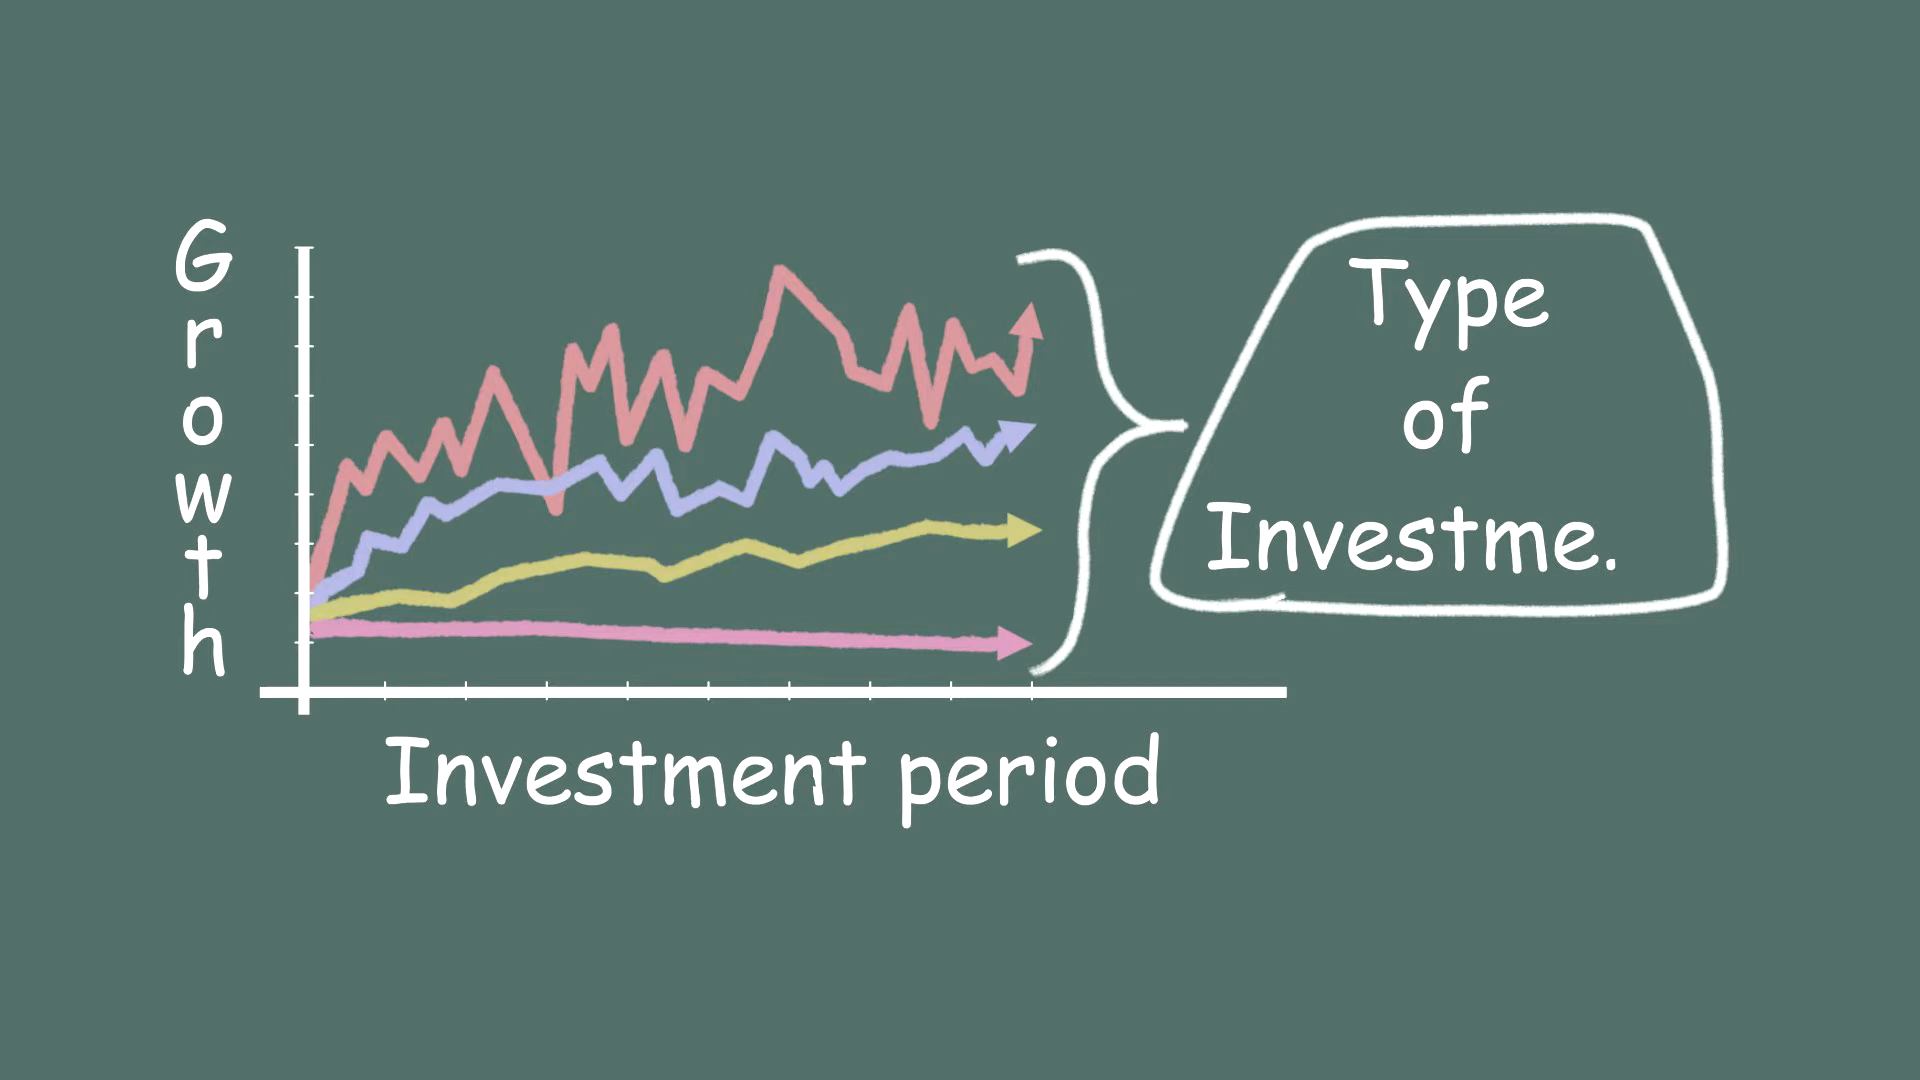 Growth
Type
of
Investme.
Investment period